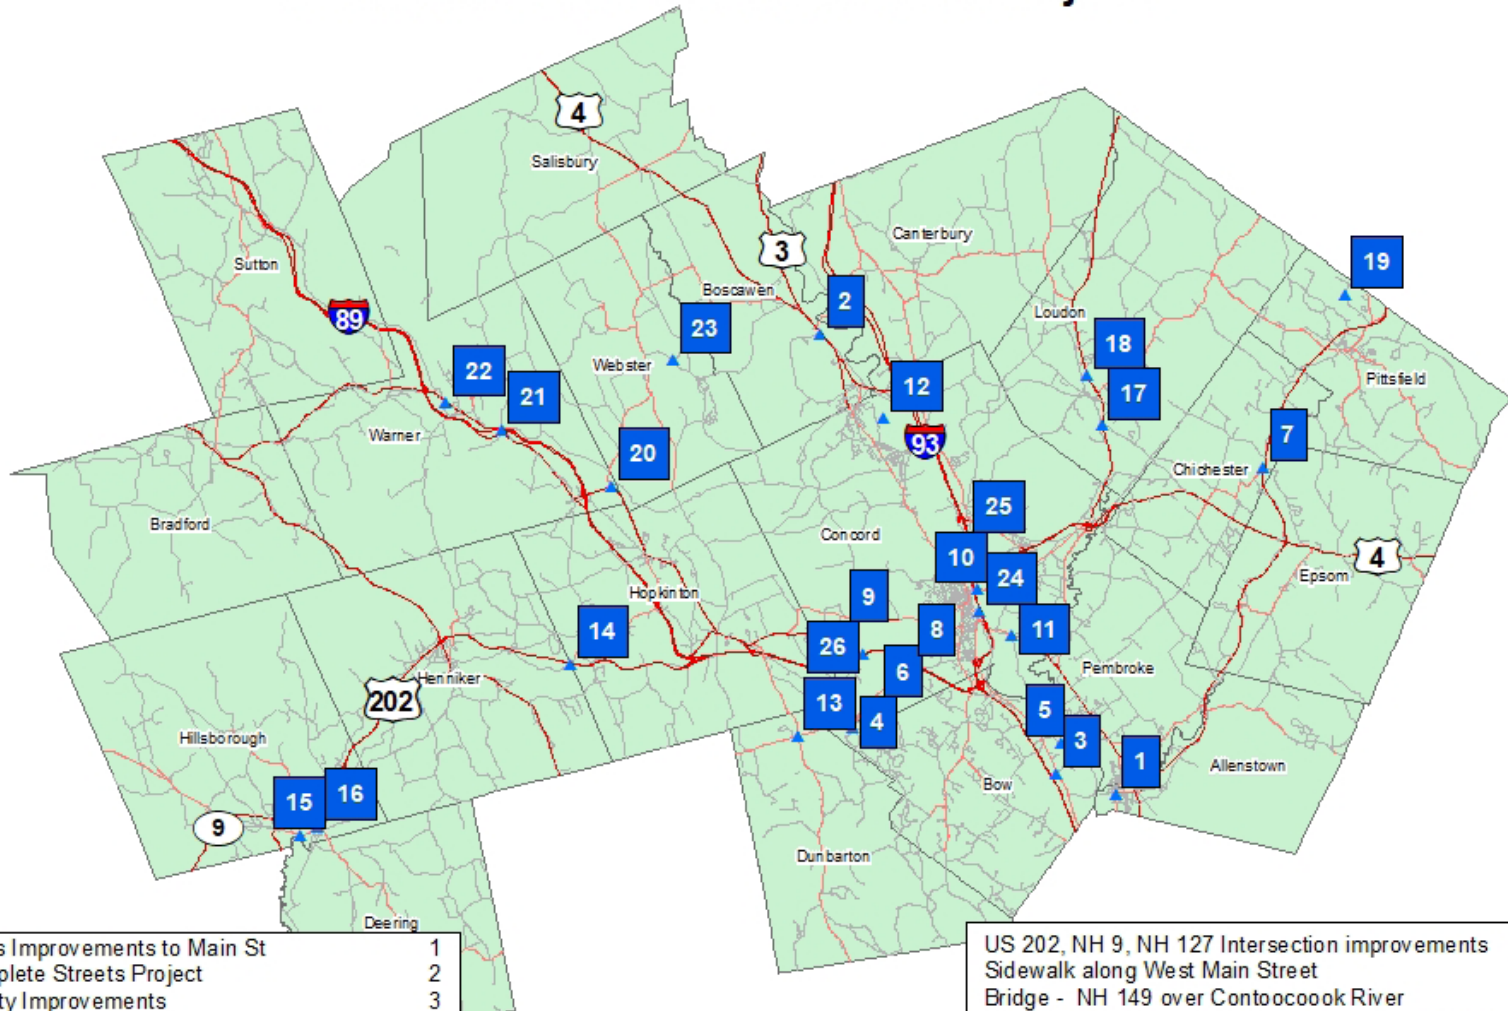 4
Salisbury
Sutton
3
Canterbury
19
Boscawen
2
89
23
Loudon
18
22
Webster
12
Pittsfield
21
17
Warner
93
7
20
Chichester
25
Bradford
Concord
10
4
24
Epsom
Hopkinton
9
14
8
11
26
Pembroke
6
Henniker
202
13
5
4
Hillsborough
3
1
Allenstown
Bow
16
15
9
Dunbarton
Deering
s Improvements to Main St 1
plete Streets Project 2
ty Improvements 3
US 202, NH 9, NH 127 Intersection improvements
Sidewalk along West Main Street
Bridge - NH 149 over Contoocoook River